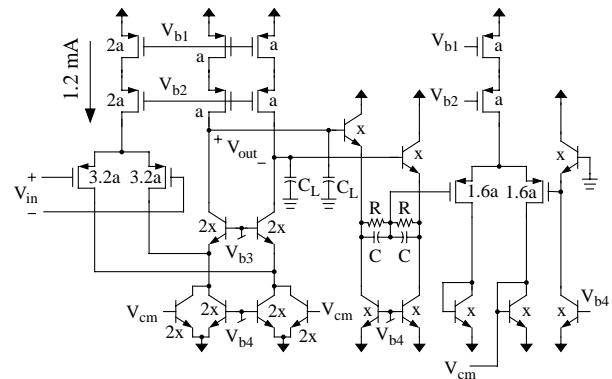 2a V_b1 a V_b1 a
2a V_b2 a a V_b2 a
1.2 mA
+ V_out − x x x
V_in + − 3.2a 3.2a C_L C_L 1.6a 1.6a
R R
C C
2x 2x V_b3
V_cm 2x 2x V_b4 2x 2x V_cm
x V_b4 x x x x V_b4
V_cm